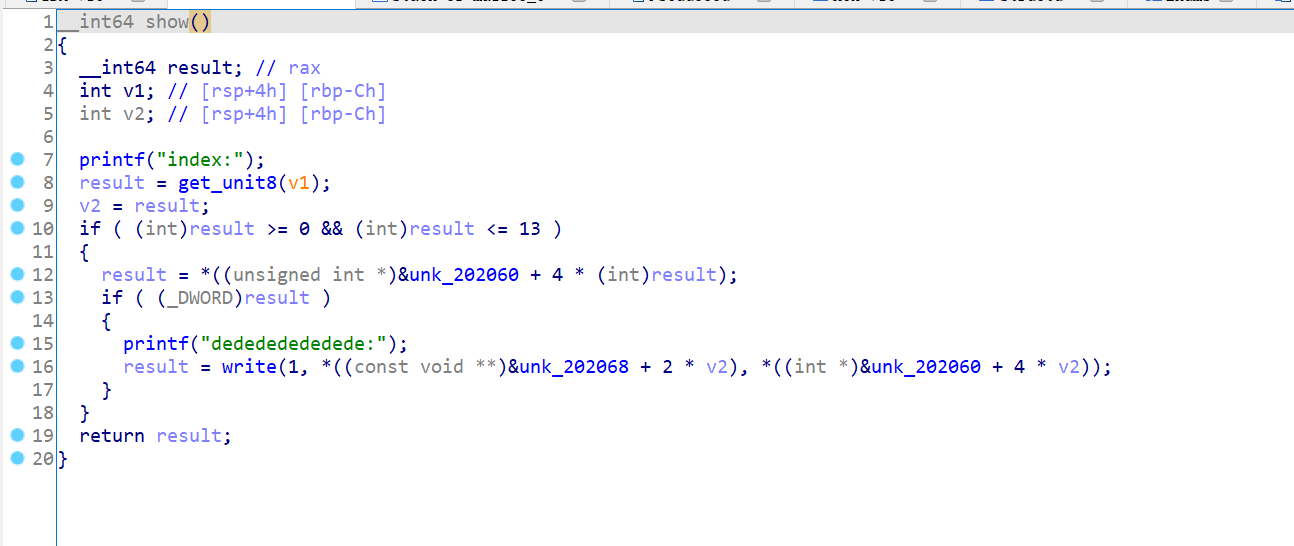 1 __int64 show()
2 {
3   __int64 result; // rax
4   int v1; // [rsp+4h] [rbp-Ch]
5   int v2; // [rsp+4h] [rbp-Ch]
6
7   printf("index:");
8   result = get_unit8(v1);
9   v2 = result;
10   if ( (int)result >= 0 && (int)result <= 13 )
11   {
12     result = *((unsigned int *)&unk_202060 + 4 * (int)result);
13     if ( (_DWORD)result )
14     {
15       printf("dedededededede:");
16       result = write(1, *((const void **)&unk_202068 + 2 * v2), *((int *)&unk_202060 + 4 * v2));
17     }
18   }
19   return result;
20 }